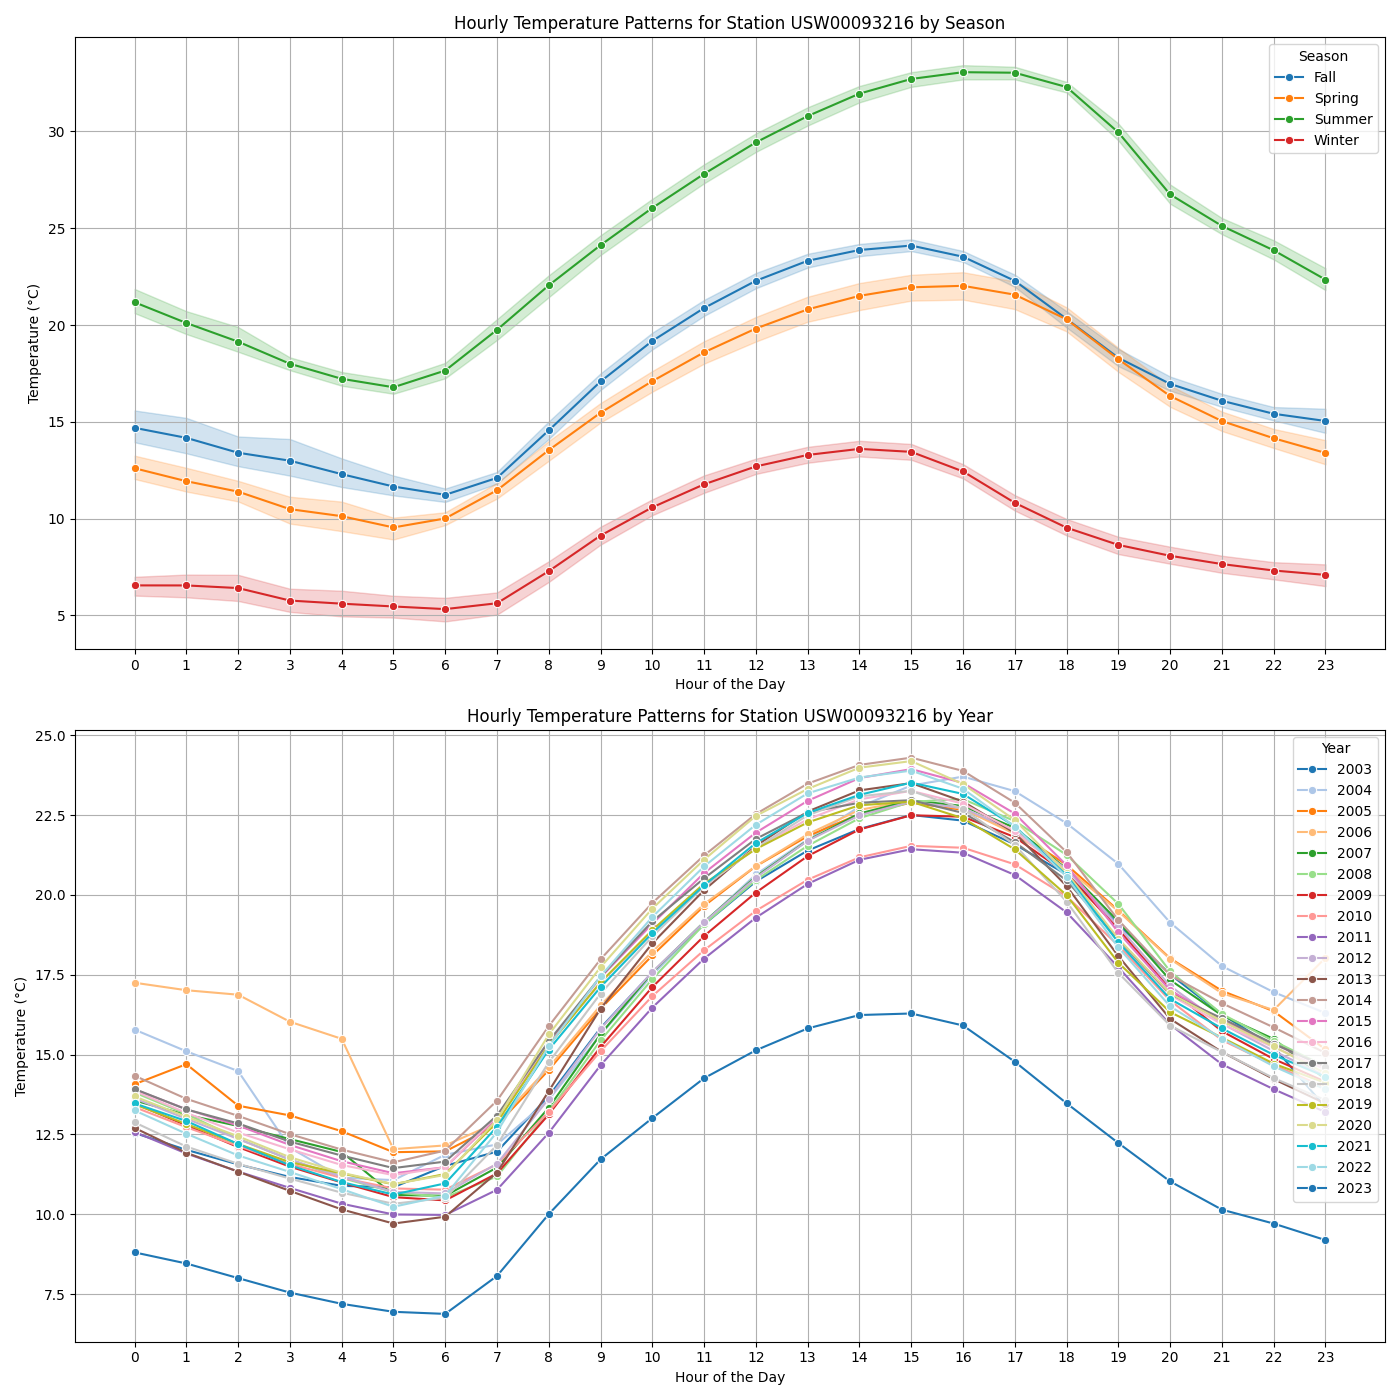 Hourly Temperature Patterns for Station USW00093216 by Season
Season
Fall
Spring
Summer
Winter
30
25
20
15
10
5
Temperature (°C)
0 1 2 3 4 5 6 7 8 9 10 11 12 13 14 15 16 17 18 19 20 21 22 23
Hour of the Day
Hourly Temperature Patterns for Station USW00093216 by Year
Year
2003
2004
2005
2006
2007
2008
2009
2010
2011
2012
2013
2014
2015
2016
2017
2018
2019
2020
2021
2022
2023
25.0
22.5
20.0
17.5
15.0
12.5
10.0
7.5
Temperature (°C)
0 1 2 3 4 5 6 7 8 9 10 11 12 13 14 15 16 17 18 19 20 21 22 23
Hour of the Day